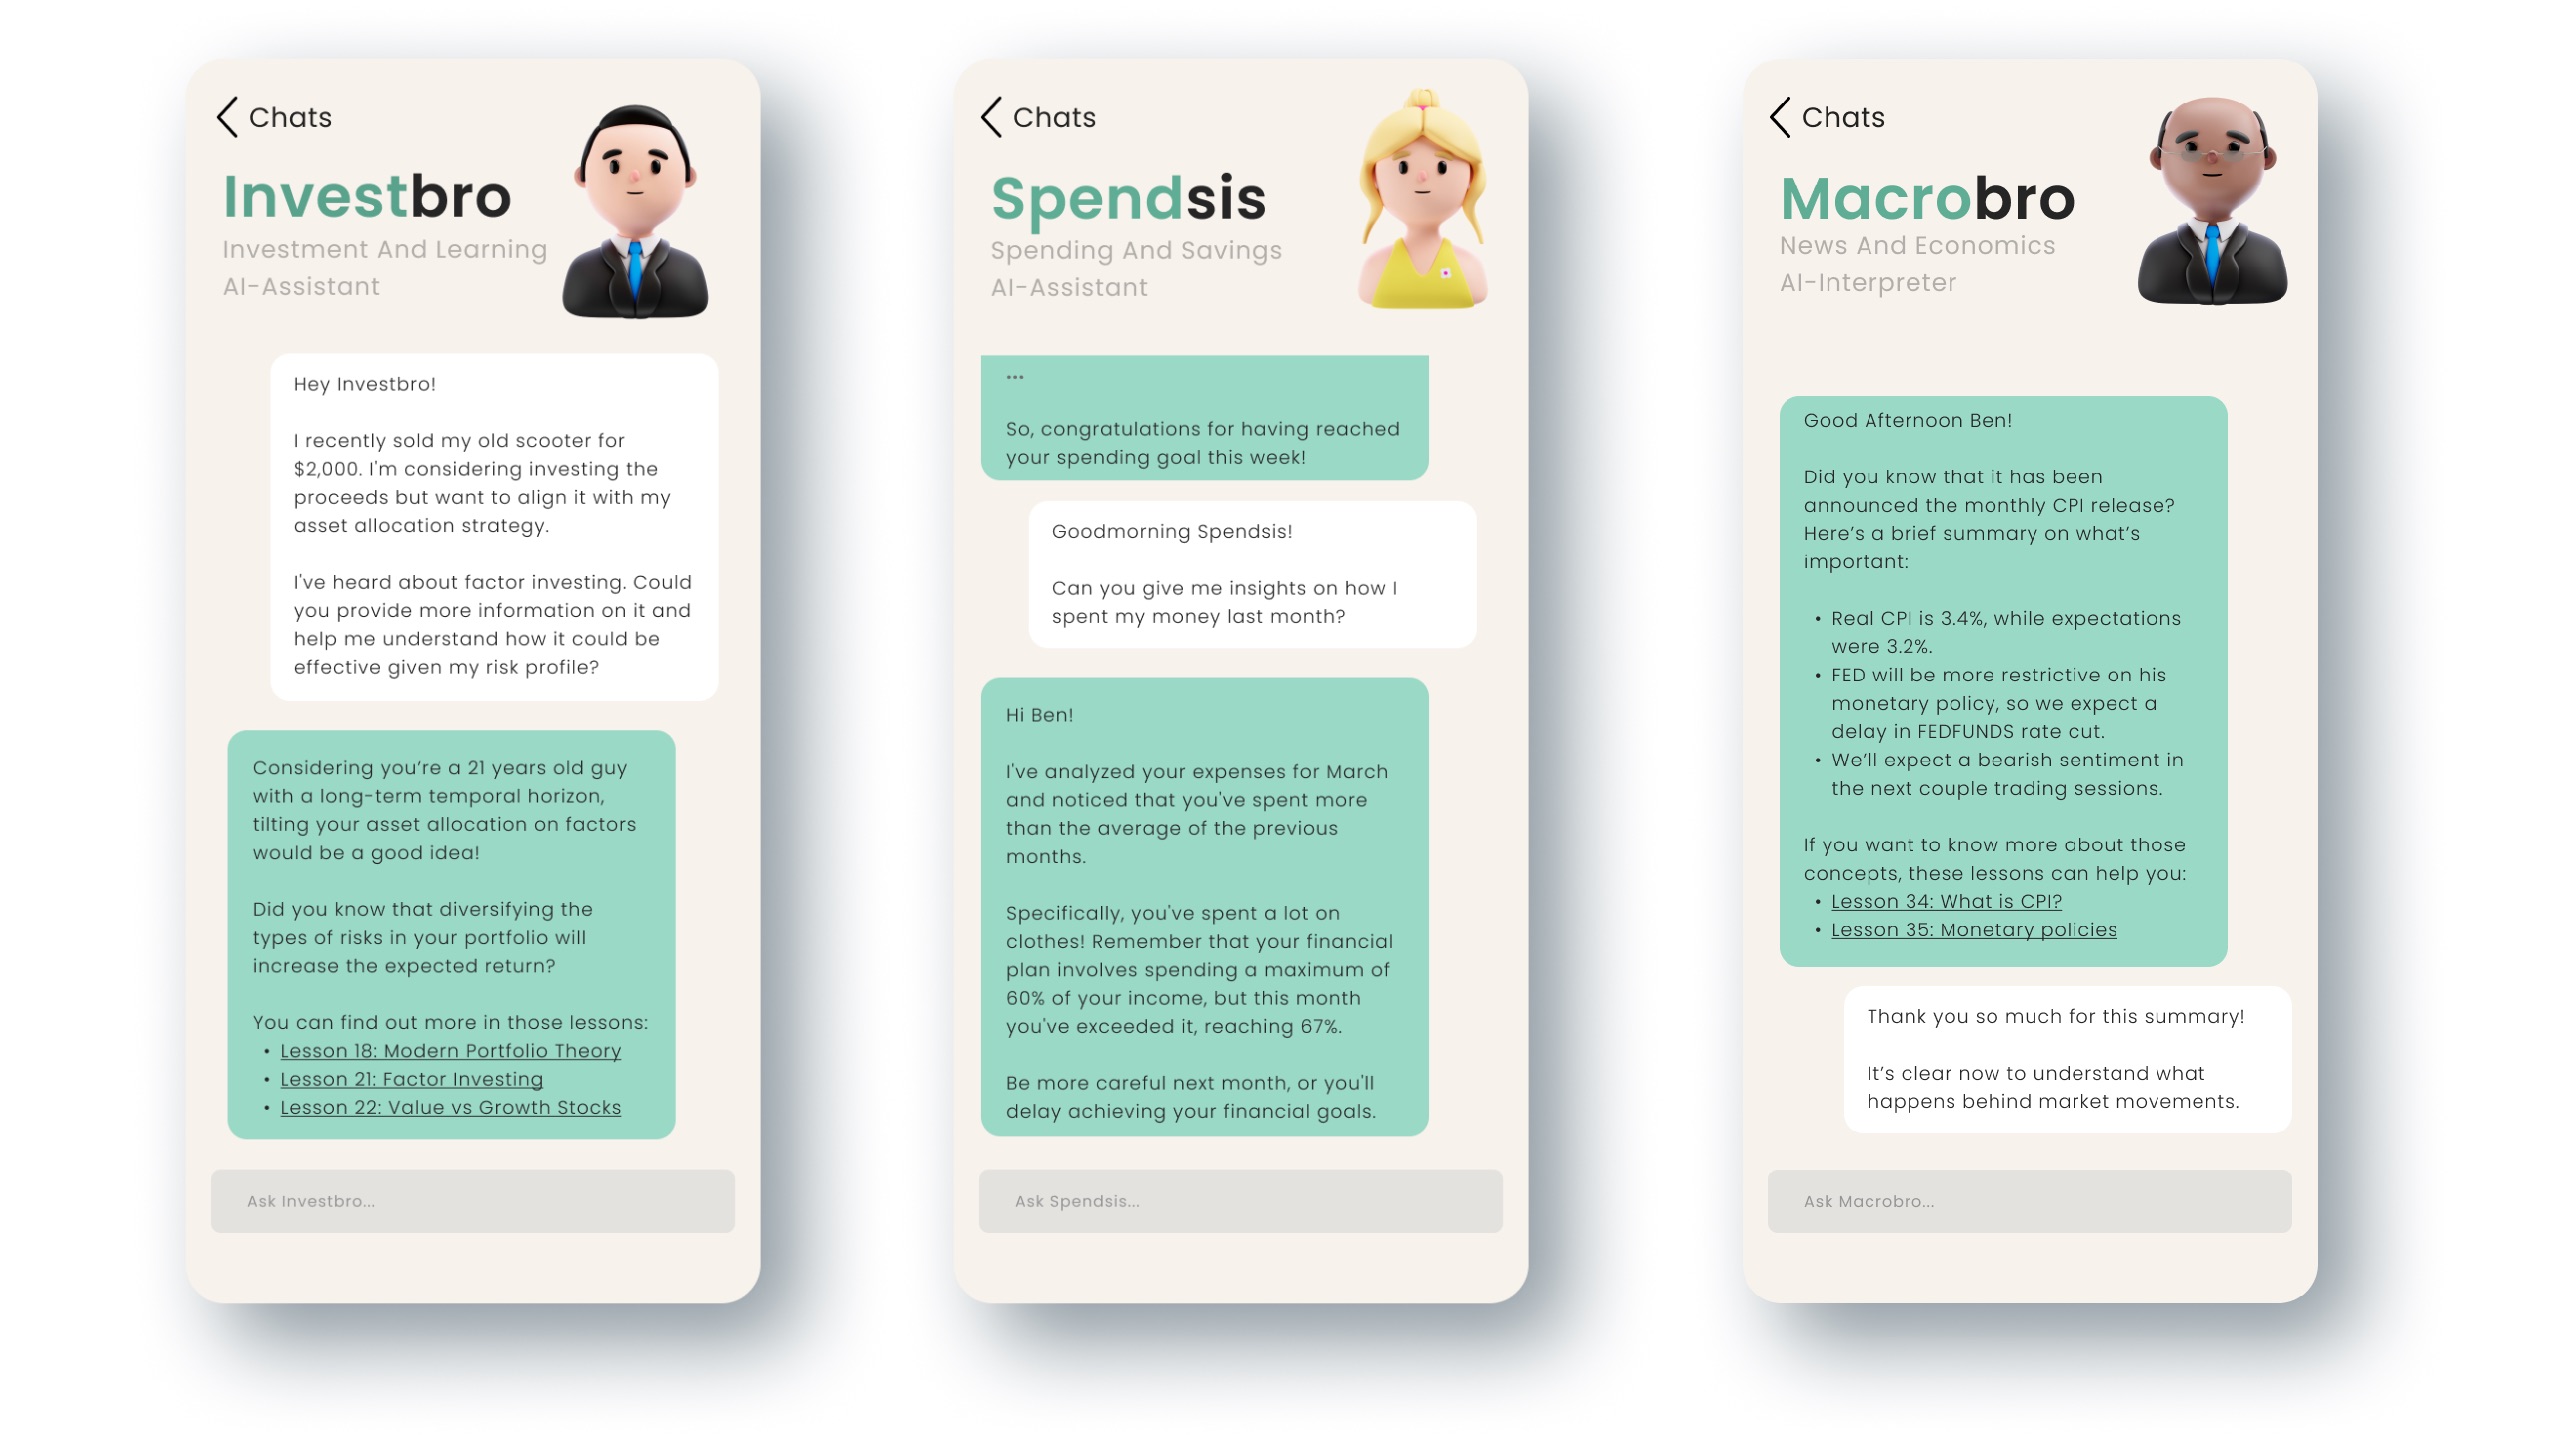 Chats
Investbro
Investment And Learning
AI-Assistant
Hey Investbro!
I recently sold my old scooter for
$2,000. I'm considering investing the
proceeds but want to align it with my
asset allocation strategy.
I've heard about factor investing. Could
you provide more information on it and
help me understand how it could be
effective given my risk profile?
Considering you're a 21 years old guy
with a long-term temporal horizon,
tilting your asset allocation on factors
would be a good idea!
Did you know that diversifying the
types of risks in your portfolio will
increase the expected return?
You can find out more in those lessons:
• Lesson 18: Modern Portfolio Theory
• Lesson 21: Factor Investing
• Lesson 22: Value vs Growth Stocks
Ask Investbro...
Chats
Spendsis
Spending And Savings
AI-Assistant
...
So, congratulations for having reached
your spending goal this week!
Goodmorning Spendsis!
Can you give me insights on how I
spent my money last month?
Hi Ben!
I've analyzed your expenses for March
and noticed that you've spent more
than the average of the previous
months.
Specifically, you've spent a lot on
clothes! Remember that your financial
plan involves spending a maximum of
60% of your income, but this month
you've exceeded it, reaching 67%.
Be more careful next month, or you'll
delay achieving your financial goals.
Ask Spendsis...
Chats
Macrobro
News And Economics
AI-Interpreter
Good Afternoon Ben!
Did you know that it has been
announced the monthly CPI release?
Here's a brief summary on what's
important:
• Real CPI is 3.4%, while expectations
were 3.2%.
• FED will be more restrictive on his
monetary policy, so we expect a
delay in FEDFUNDS rate cut.
• We'll expect a bearish sentiment in
the next couple trading sessions.
If you want to know more about those
concepts, these lessons can help you:
• Lesson 34: What is CPI?
• Lesson 35: Monetary policies
Thank you so much for this summary!
It's clear now to understand what
happens behind market movements.
Ask Macrobro...